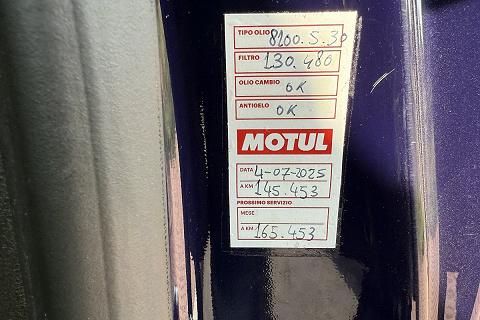 TIPO OLIO 8100.5.30
FILTRO 130.480
OLIO CAMBIO OK
ANTIGELO OK
MOTUL
DATA 4-07-2025
A KM 145.453
PROSSIMO SERVIZIO
MESE
A KM 165.453